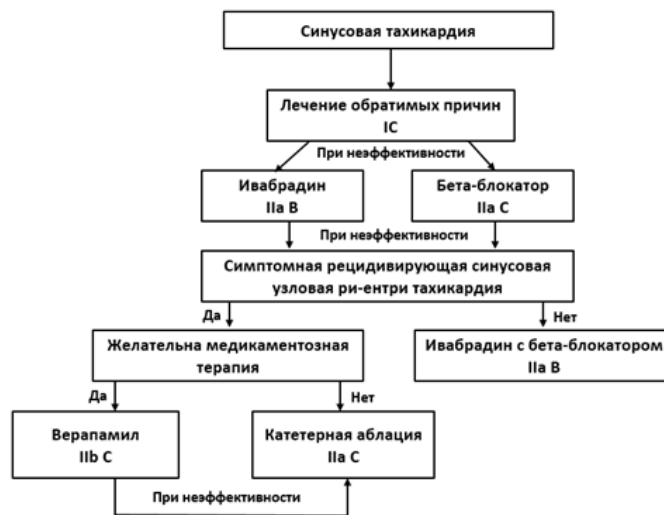 Синусовая тахикардия
Лечение обратимых причин
IC
При неэффективности
Ивабрадин
IIa B
Бета-блокатор
IIa C
При неэффективности
Симптомная рецидивирующая синусовая
узловая ри-ентри тахикардия
Да
Нет
Желательна медикаментозная
терапия
Ивабрадин с бета-блокатором
IIa B
Да
Нет
Верапамил
IIb C
Катетерная аблация
IIa C
При неэффективности